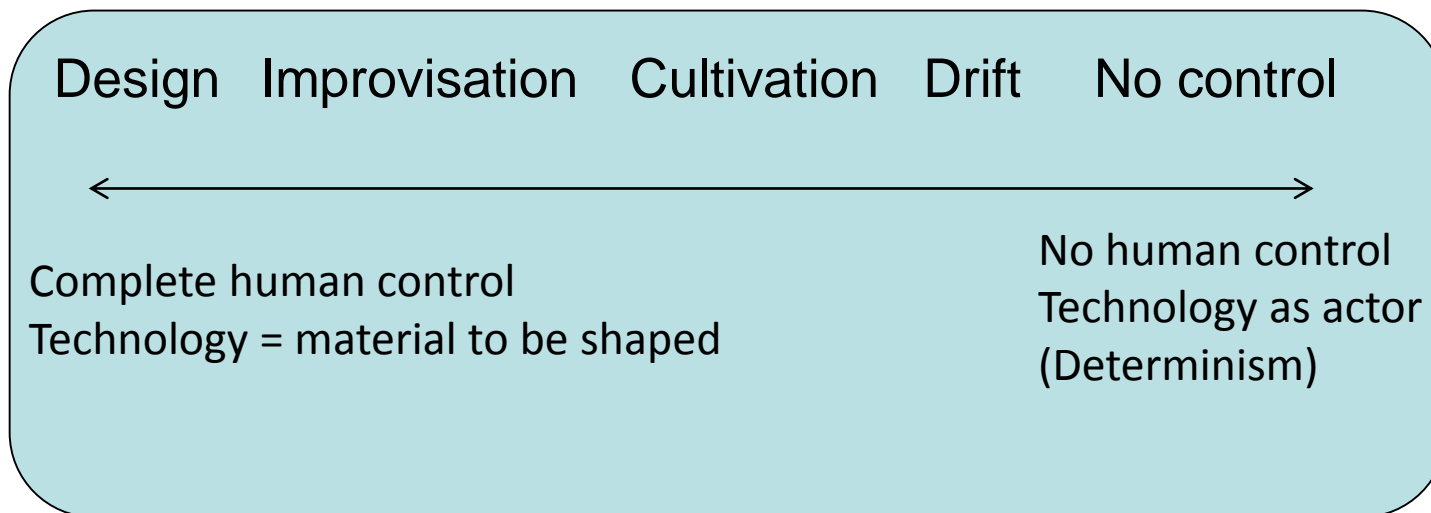 Design Improvisation Cultivation Drift No control
Complete human control
Technology = material to be shaped
No human control
Technology as actor
(Determinism)